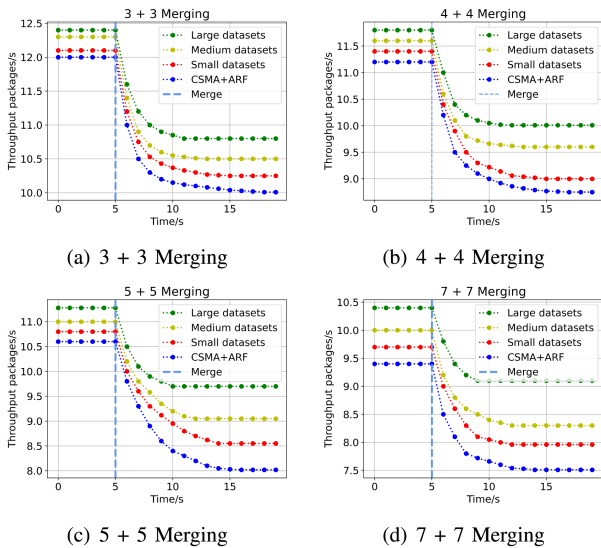 3 + 3 Merging
12.5
12.0
11.5
11.0
10.5
10.0
Throughput packages/s
Large datasets
Medium datasets
Small datasets
CSMA+ARF
Merge
0 5 10 15
Time/s
(a) 3 + 3 Merging
4 + 4 Merging
11.5
11.0
10.5
10.0
9.5
9.0
Throughput packages/s
Large datasets
Medium datasets
Small datasets
CSMA+ARF
Merge
0 5 10 15
Time/s
(b) 4 + 4 Merging
5 + 5 Merging
11.0
10.5
10.0
9.5
9.0
8.5
8.0
Throughput packages/s
Large datasets
Medium datasets
Small datasets
CSMA+ARF
Merge
0 5 10 15
Time/s
(c) 5 + 5 Merging
7 + 7 Merging
10.5
10.0
9.5
9.0
8.5
8.0
7.5
Throughput packages/s
Large datasets
Medium datasets
Small datasets
CSMA+ARF
Merge
0 5 10 15
Time/s
(d) 7 + 7 Merging